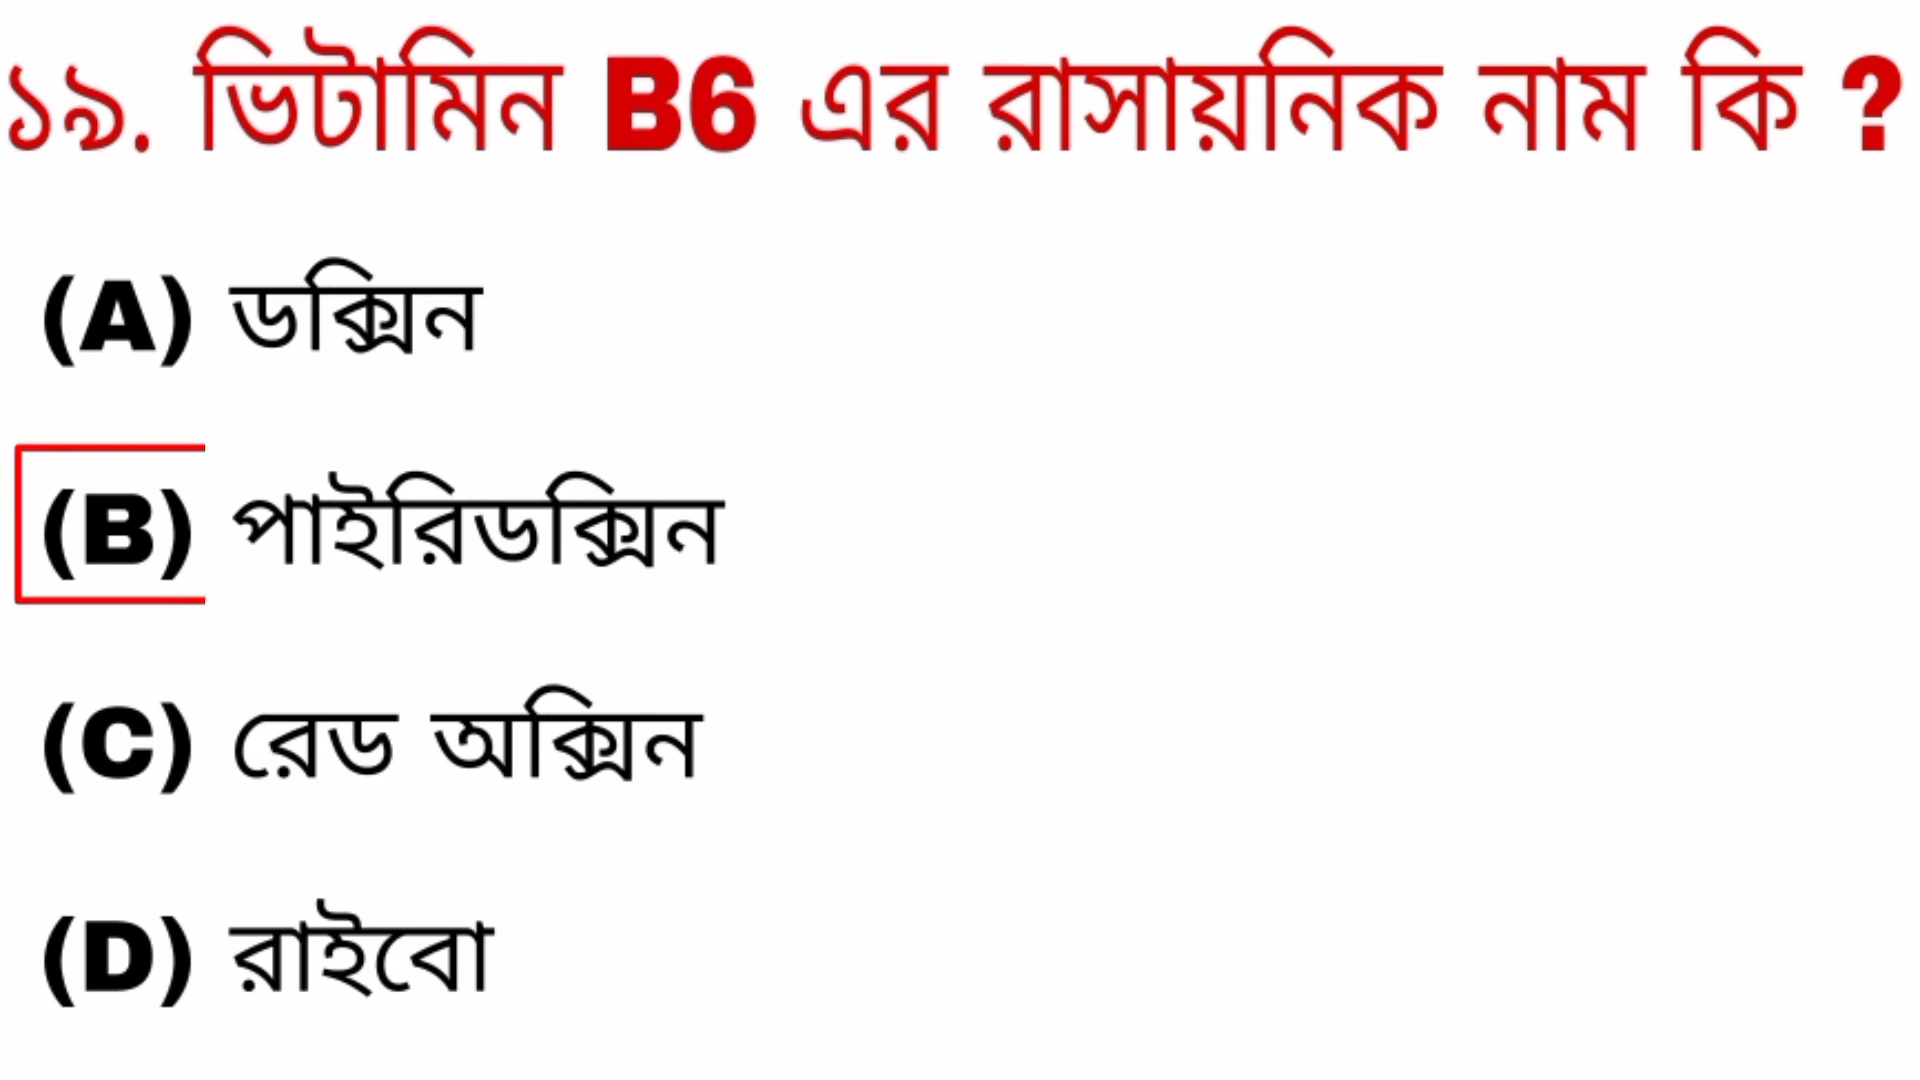 ১৯. ভিটামিন B6 এর রাসায়নিক নাম কি ?
(A) ডক্সিন
(B) পাইরিডক্সিন
(C) রেড অক্সিন
(D) রাইবো